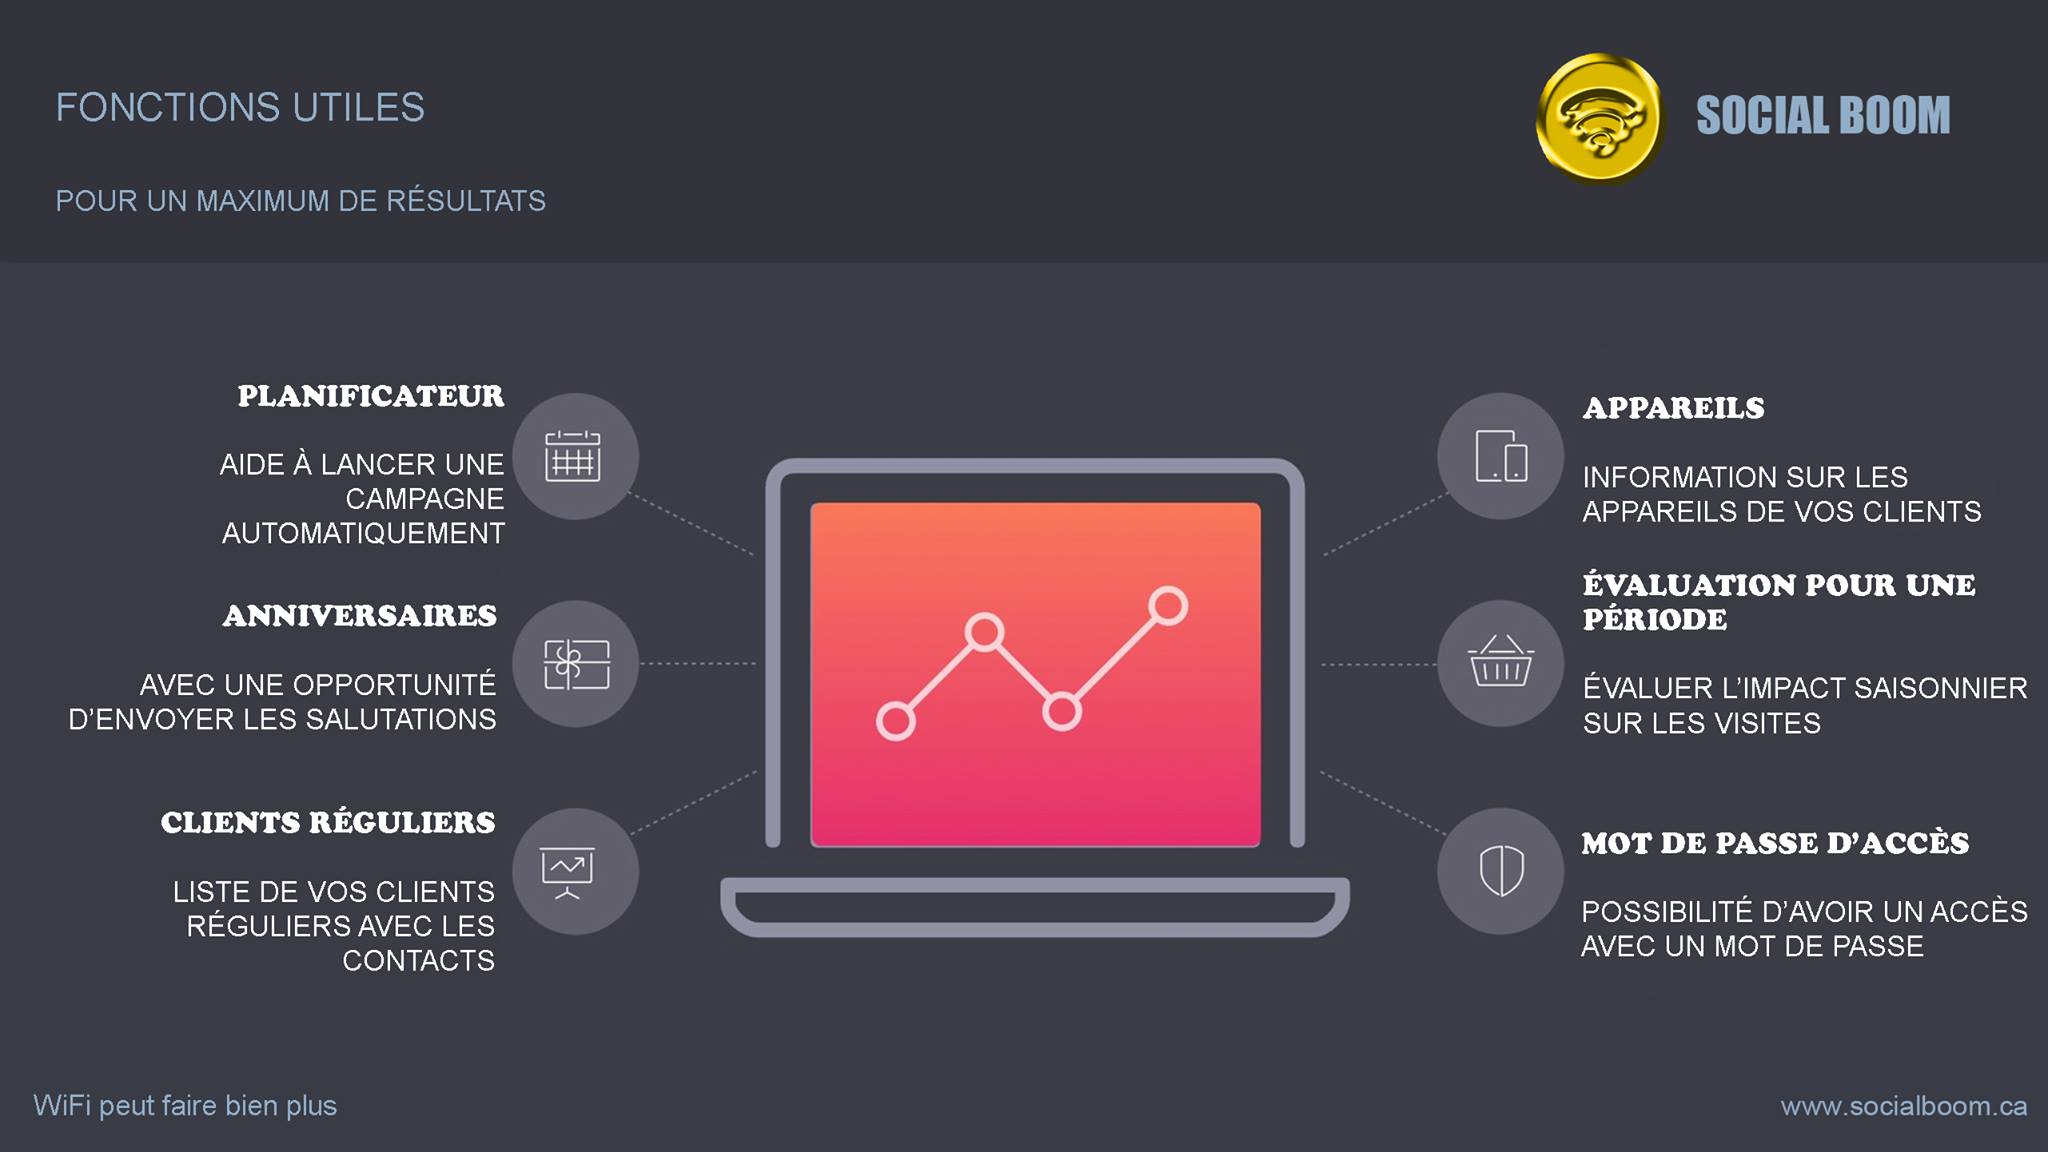 FONCTIONS UTILES
POUR UN MAXIMUM DE RÉSULTATS
SOCIAL BOOM
PLANIFICATEUR
AIDE À LANCER UNE
CAMPAGNE
AUTOMATIQUEMENT
ANNIVERSAIRES
AVEC UNE OPPORTUNITÉ
D’ENVOYER LES SALUTATIONS
CLIENTS RÉGULIERS
LISTE DE VOS CLIENTS
RÉGULIERS AVEC LES
CONTACTS
APPAREILS
INFORMATION SUR LES
APPAREILS DE VOS CLIENTS
ÉVALUATION POUR UNE
PÉRIODE
ÉVALUER L’IMPACT SAISONNIER
SUR LES VISITES
MOT DE PASSE D’ACCÈS
POSSIBILITÉ D’AVOIR UN ACCÈS
AVEC UN MOT DE PASSE
WiFi peut faire bien plus
www.socialboom.ca